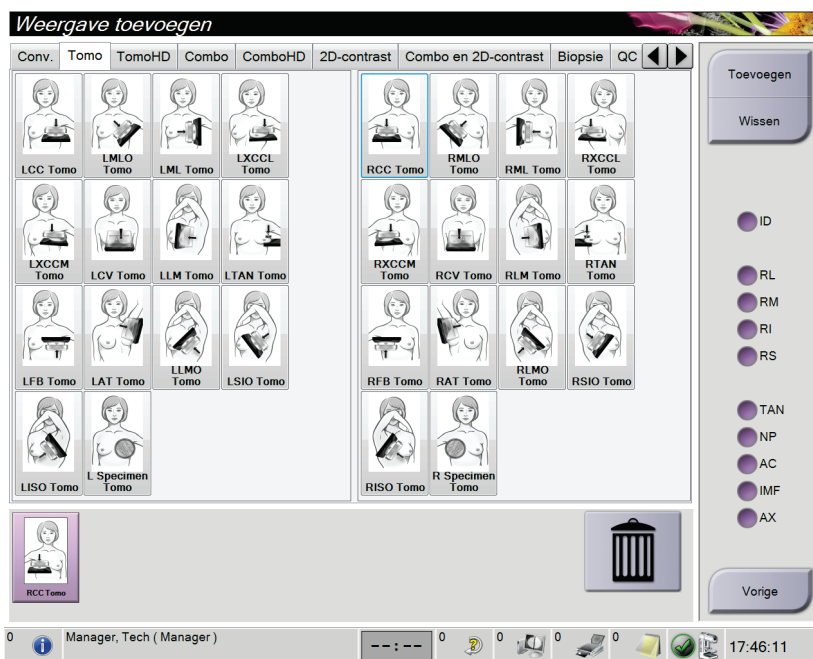 Weergave toevoegen
Conv. Tomo TomoHD Combo ComboHD 2D-contrast Combo en 2D-contrast Biopsie QC
Toevoegen
Wissen
LCC Tomo
LMLO
Tomo
LML Tomo
LXCCL
Tomo
RCC Tomo
RMLO
Tomo
RML Tomo
RXCCL
Tomo
LXCCM
Tomo
LCV Tomo
LLM Tomo
LTAN Tomo
RXCCM
Tomo
RCV Tomo
RLM Tomo
RTAN
Tomo
LFB Tomo
LAT Tomo
LLMO
Tomo
LSIO Tomo
RFB Tomo
RAT Tomo
RLMO
Tomo
RSIO Tomo
LISO Tomo
L Specimen
Tomo
RISO Tomo
R Specimen
Tomo
ID
RL
RM
RI
RS
TAN
NP
AC
IMF
AX
RCC Tomo
Vorige
0 Manager, Tech ( Manager ) --:-- 0 0 0 0 17:46:11